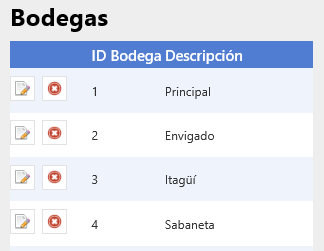 Bodegas
ID Bodega Descripción
1 Principal
2 Envigado
3 Itagüí
4 Sabaneta